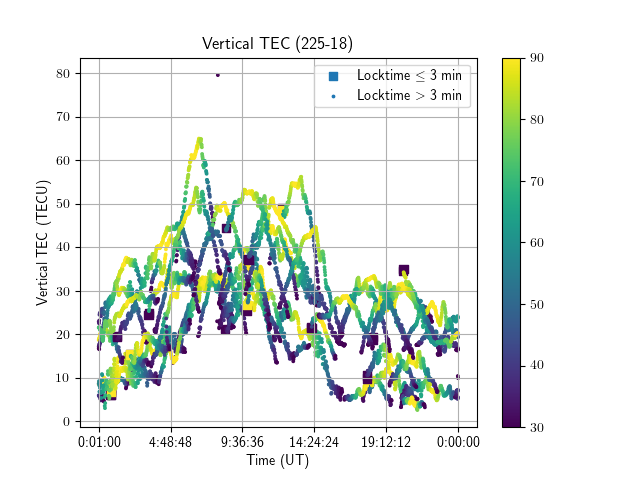 Vertical TEC (225-18)
Locktime ≤ 3 min
Locktime > 3 min
Vertical TEC (TECU)
80
70
60
50
40
30
20
10
0
0:01:00 4:48:48 9:36:36 14:24:24 19:12:12 0:00:00
Time (UT)
90
80
70
60
50
40
30